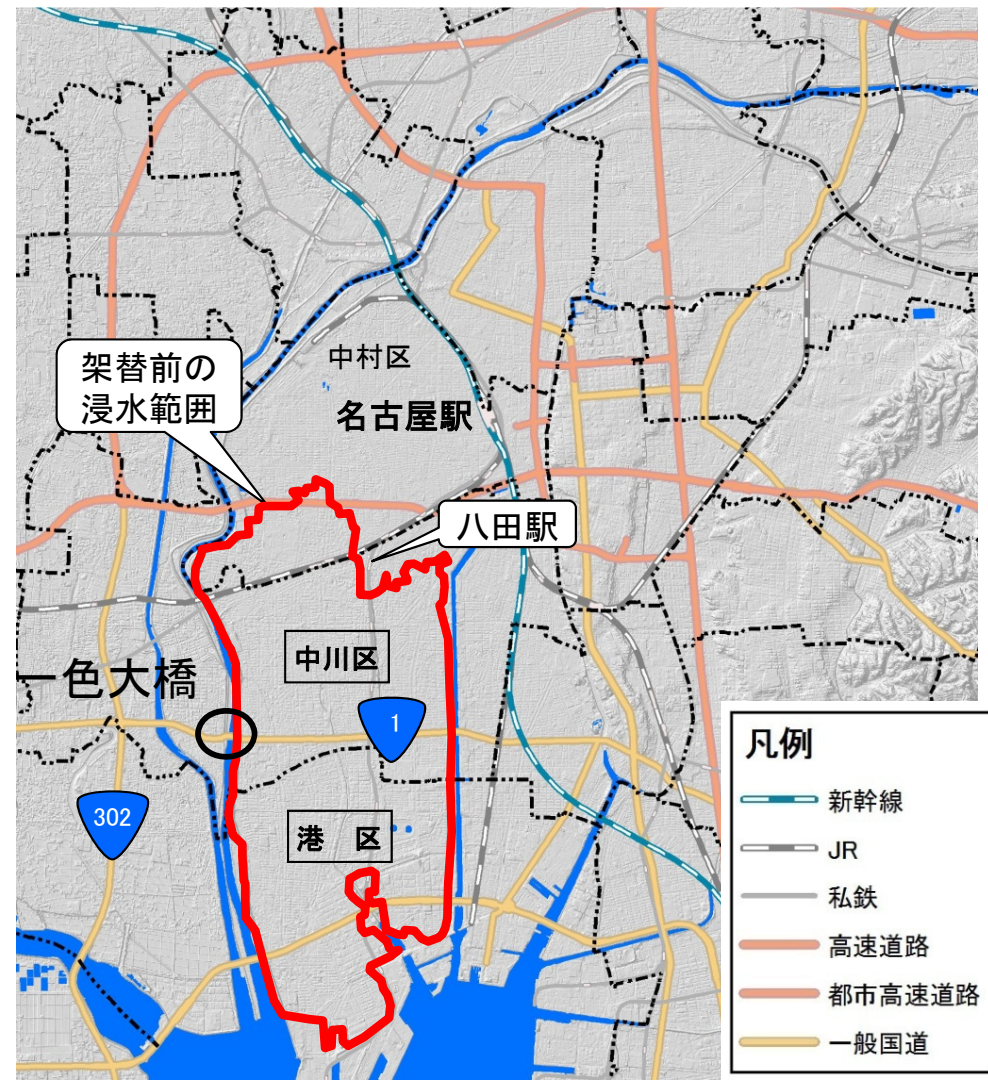 中村区
架替前の
浸水範囲
名古屋駅
八田駅
中川区
一色大橋
1
302
港 区
凡例
新幹線
JR
私鉄
高速道路
都市高速道路
一般国道